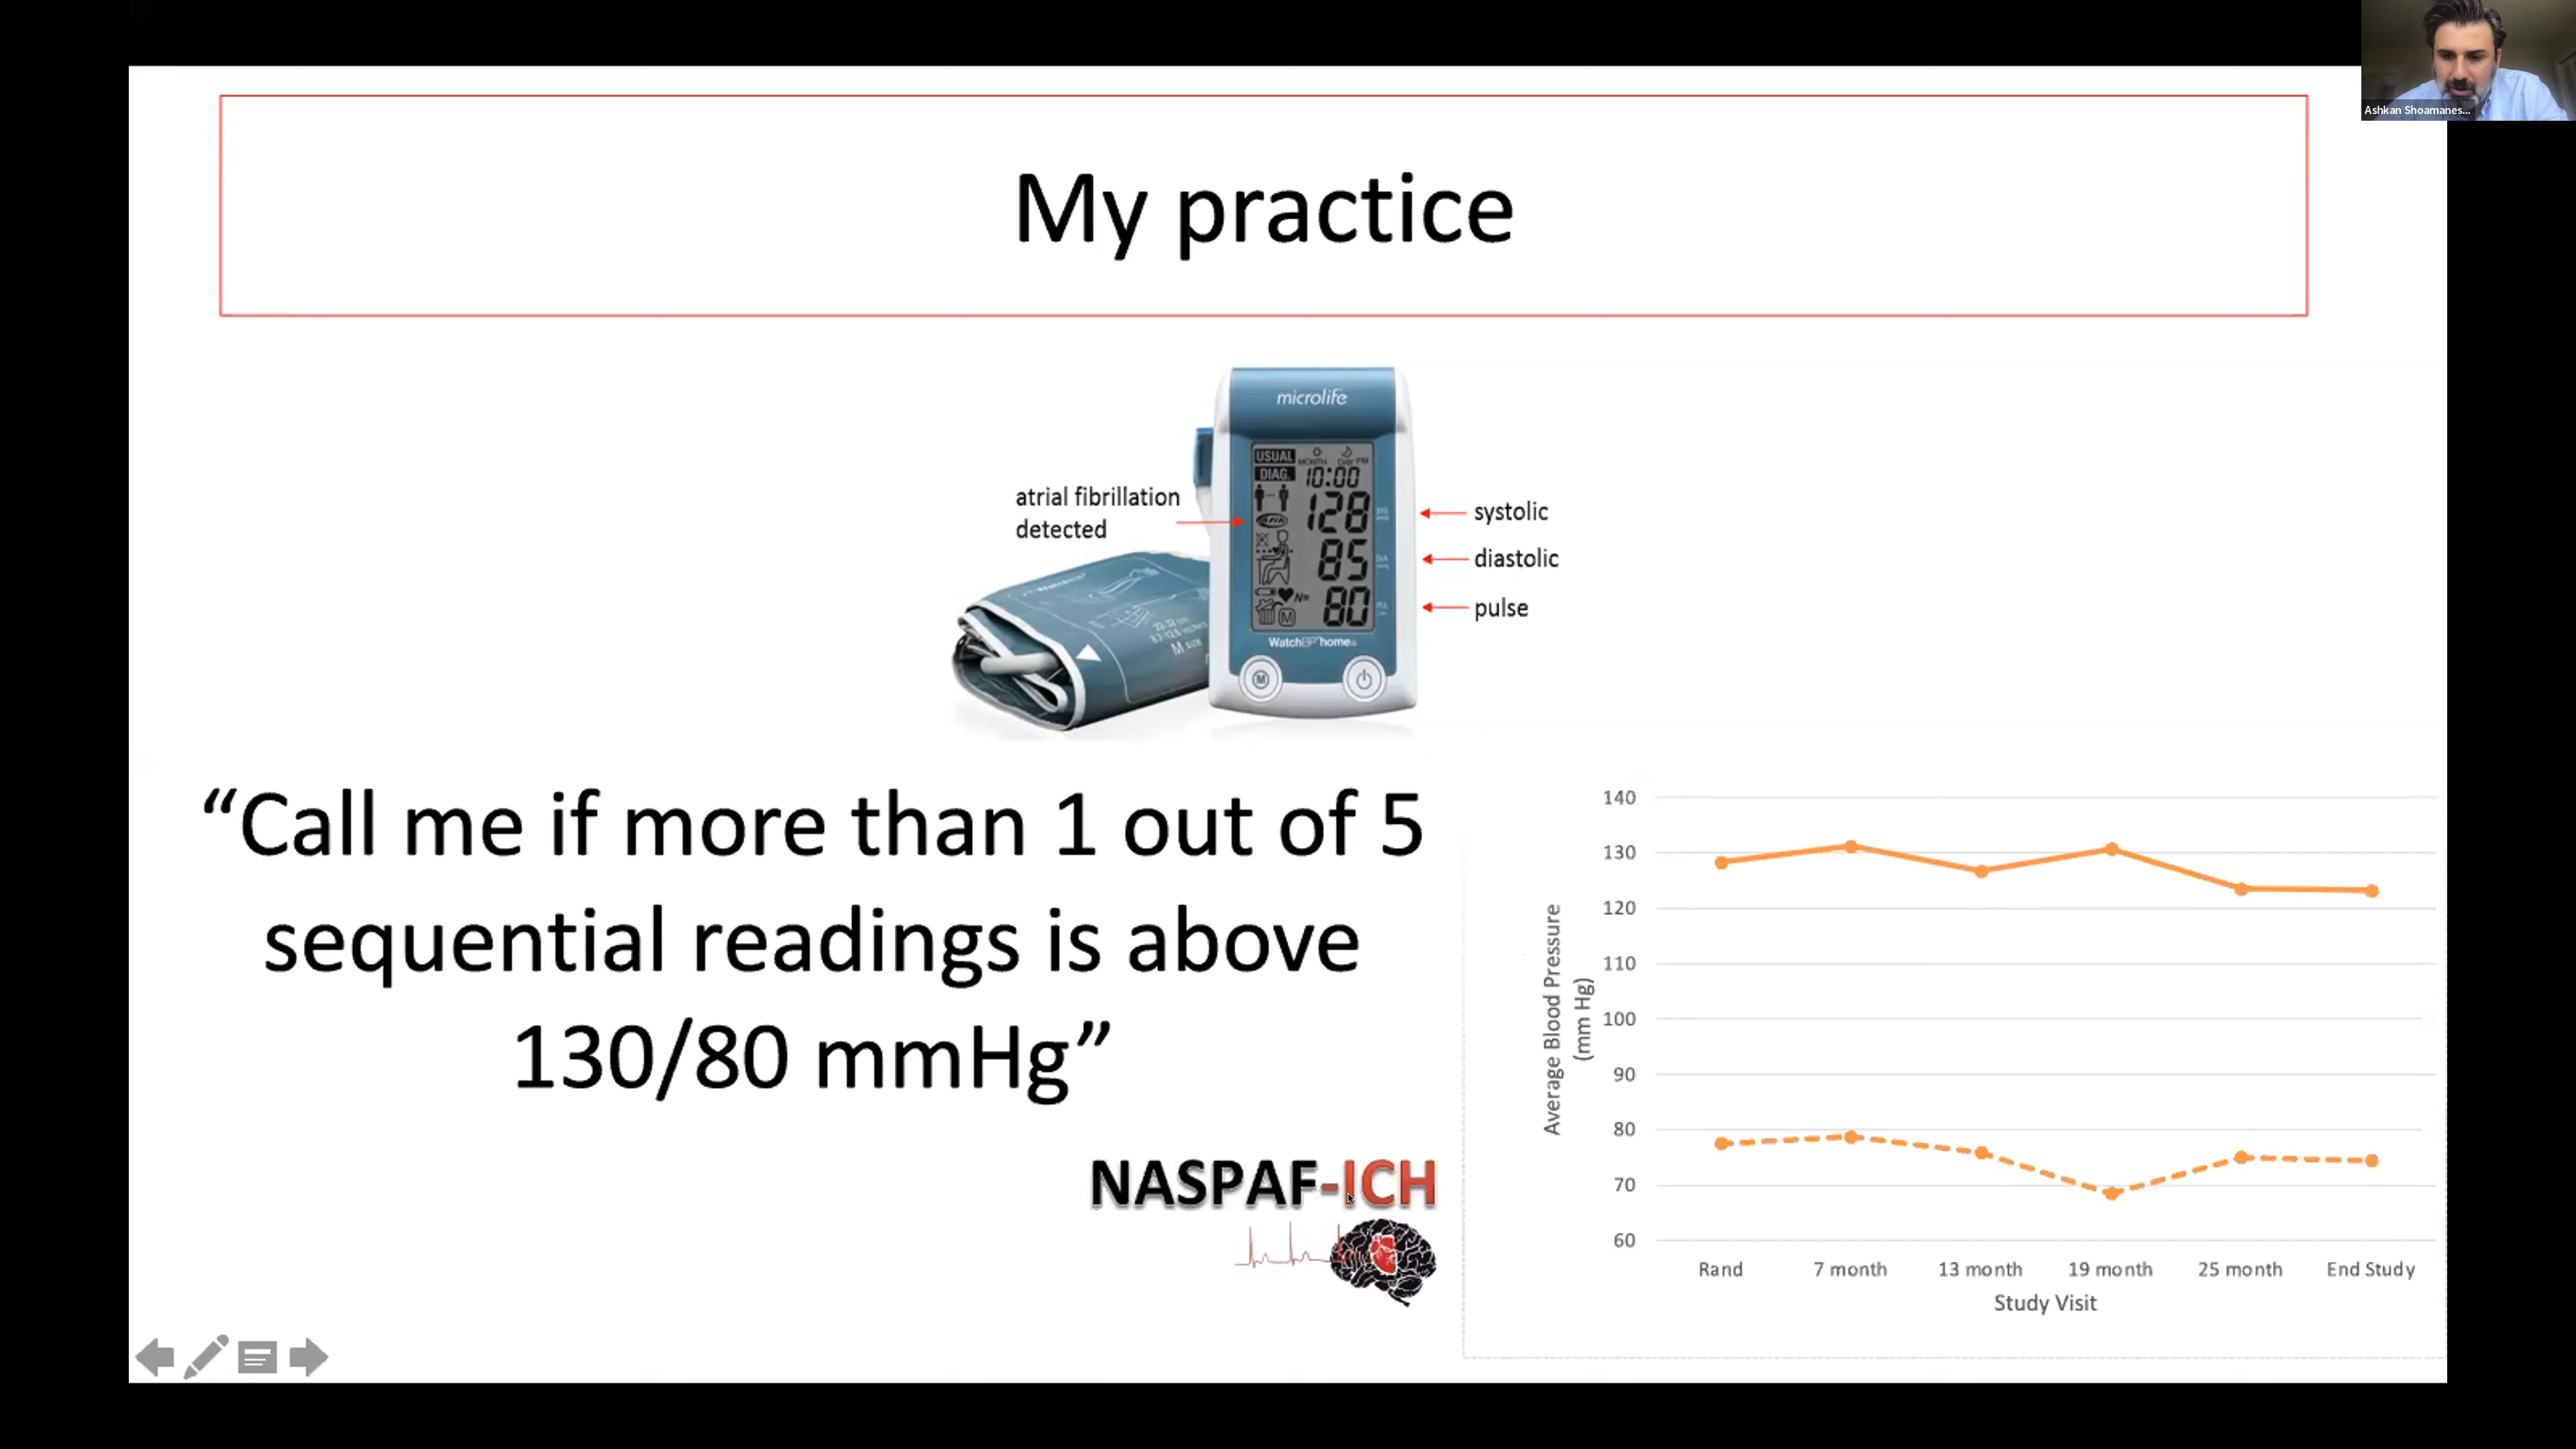 Ashkan Shoamanes...
My practice
microlife
USUAL
DIAG.
MONTH DAY PM
10:00
128
85
80
M
WatchBP home
M
atrial fibrillation
detected
systolic
diastolic
pulse
M size
“Call me if more than 1 out of 5
sequential readings is above
130/80 mmHg”
NASPAF-ICH
Average Blood Pressure
(mm Hg)
140
130
120
110
100
90
80
70
60
Rand 7 month 13 month 19 month 25 month End Study
Study Visit